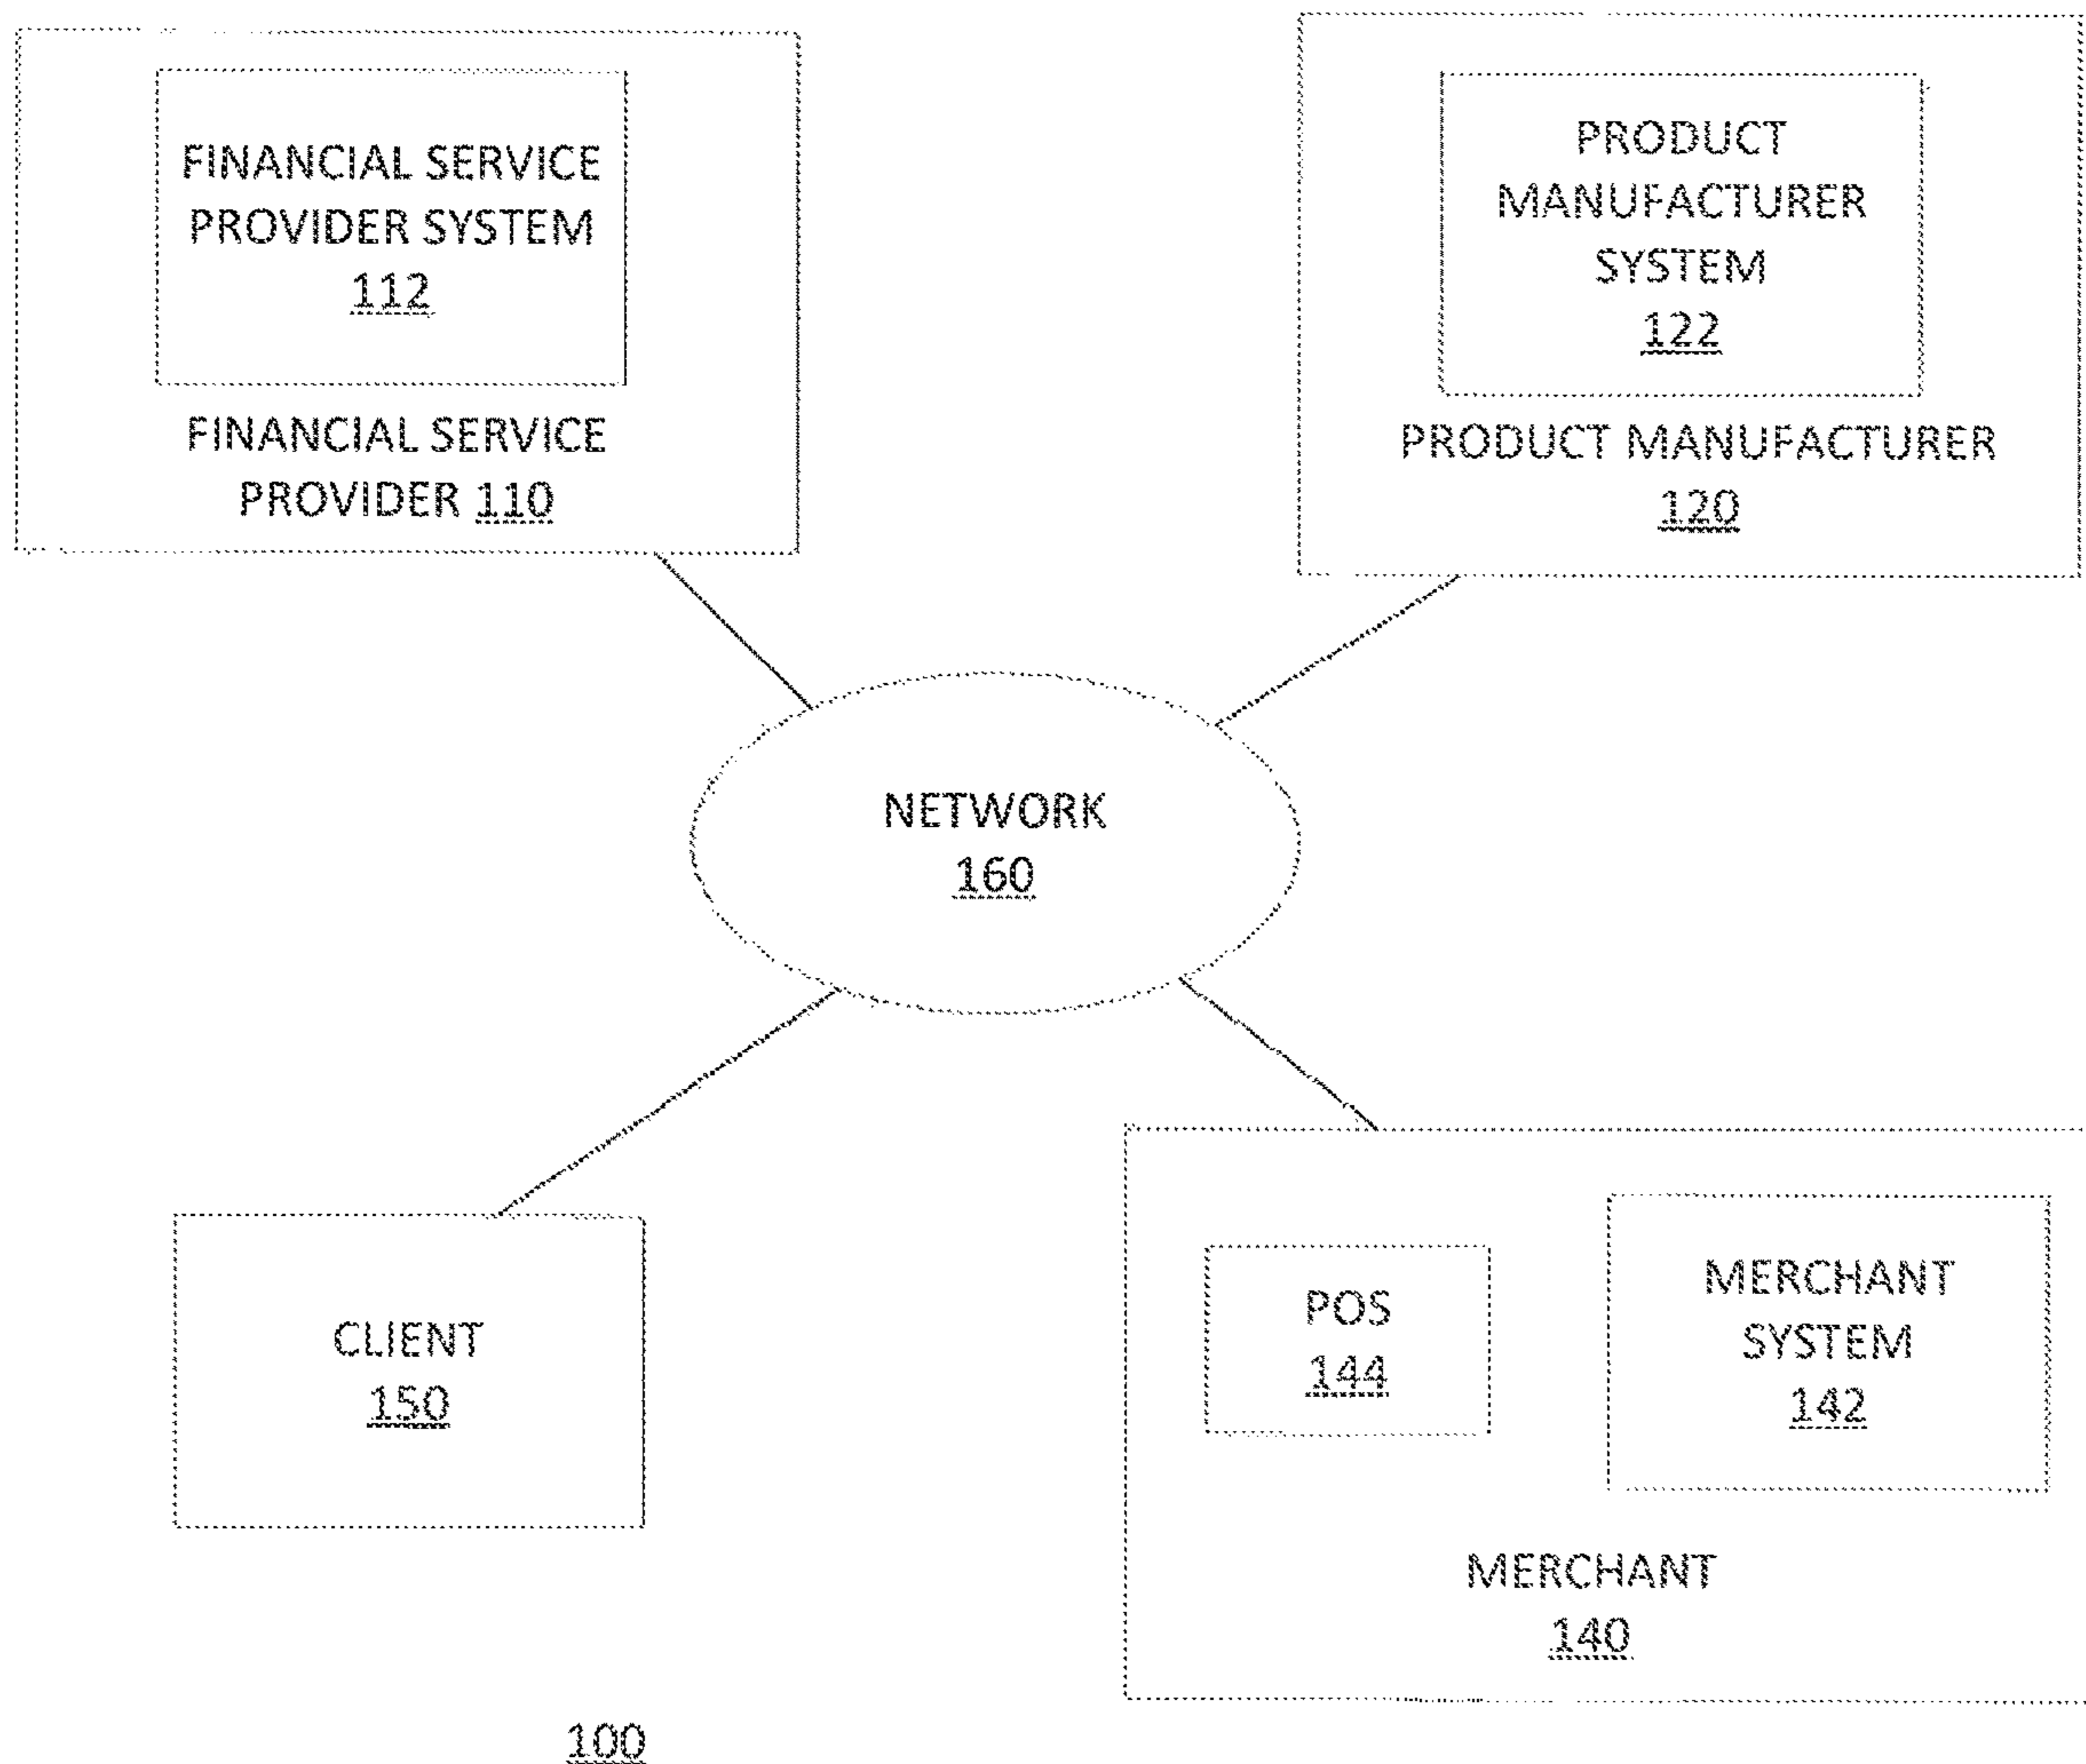 FINANCIAL SERVICE
PROVIDER SYSTEM
112
FINANCIAL SERVICE
PROVIDER 110
PRODUCT
MANUFACTURER
SYSTEM
122
PRODUCT MANUFACTURER
120
NETWORK
160
CLIENT
150
POS
144
MERCHANT
SYSTEM
142
MERCHANT
140
100